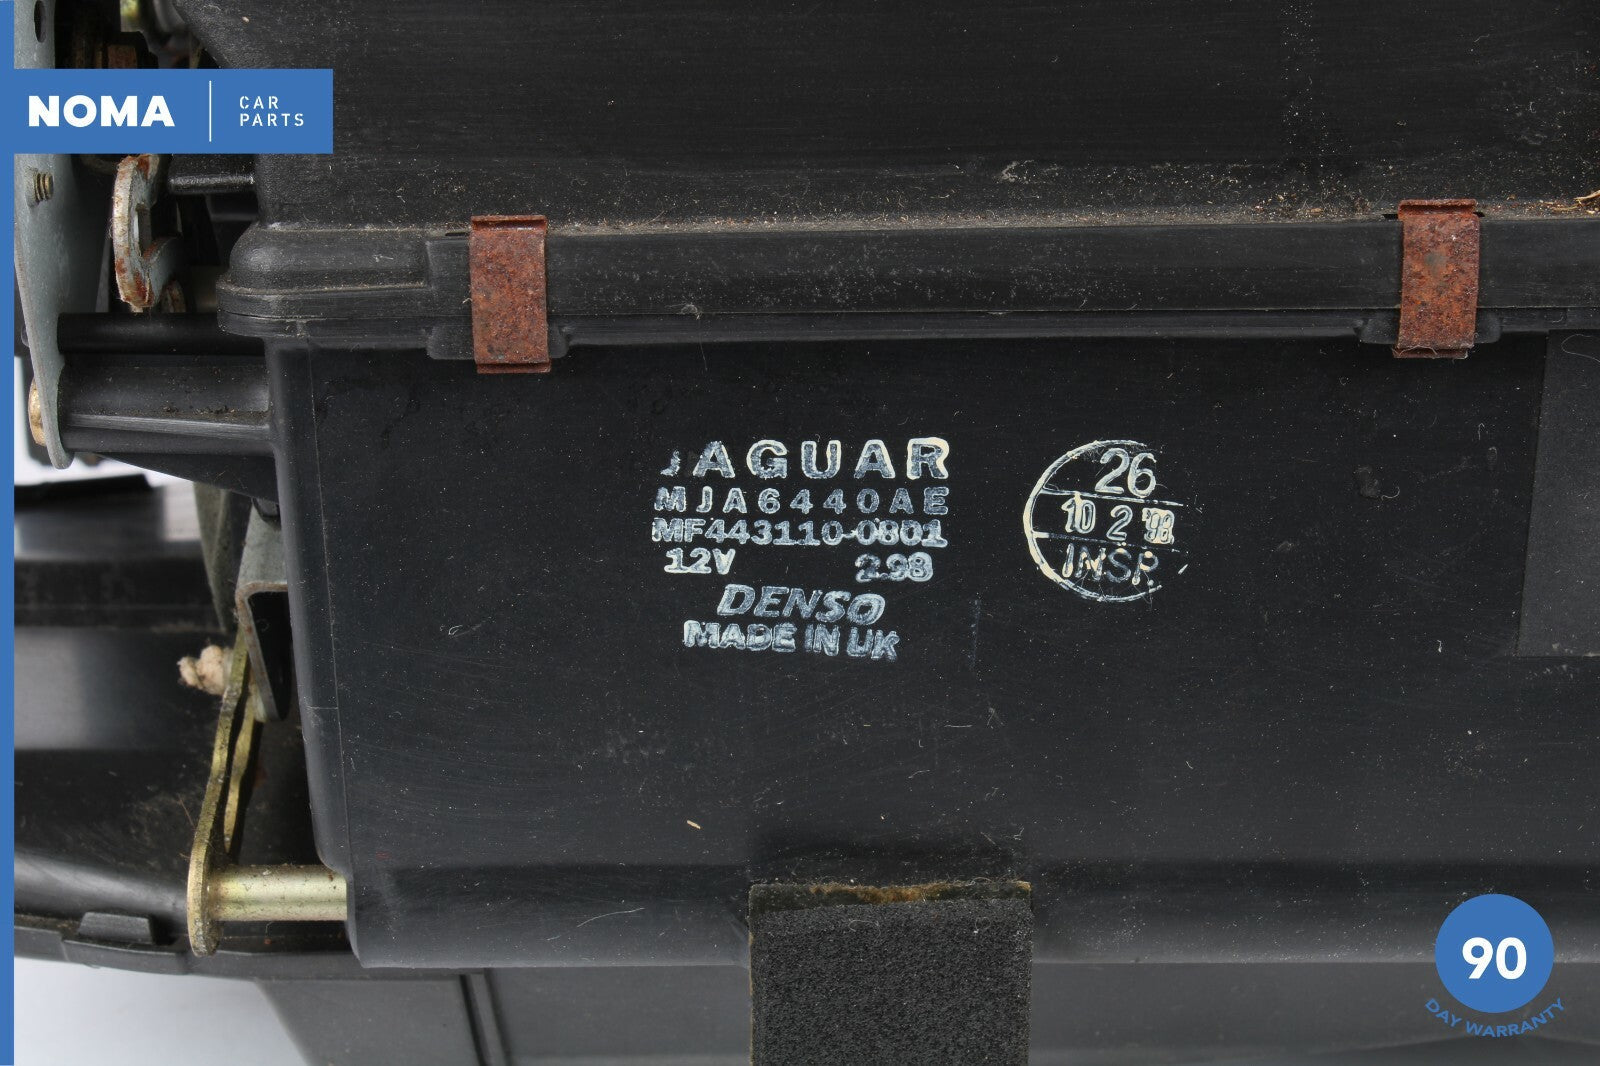 NOMA
CAR
PARTS
JAGUAR
MJA6440AE
MF443110-0801
12V 2.98
DENSO
MADE IN UK
26
10 2 '98
INSP
90
DAY WARRANTY